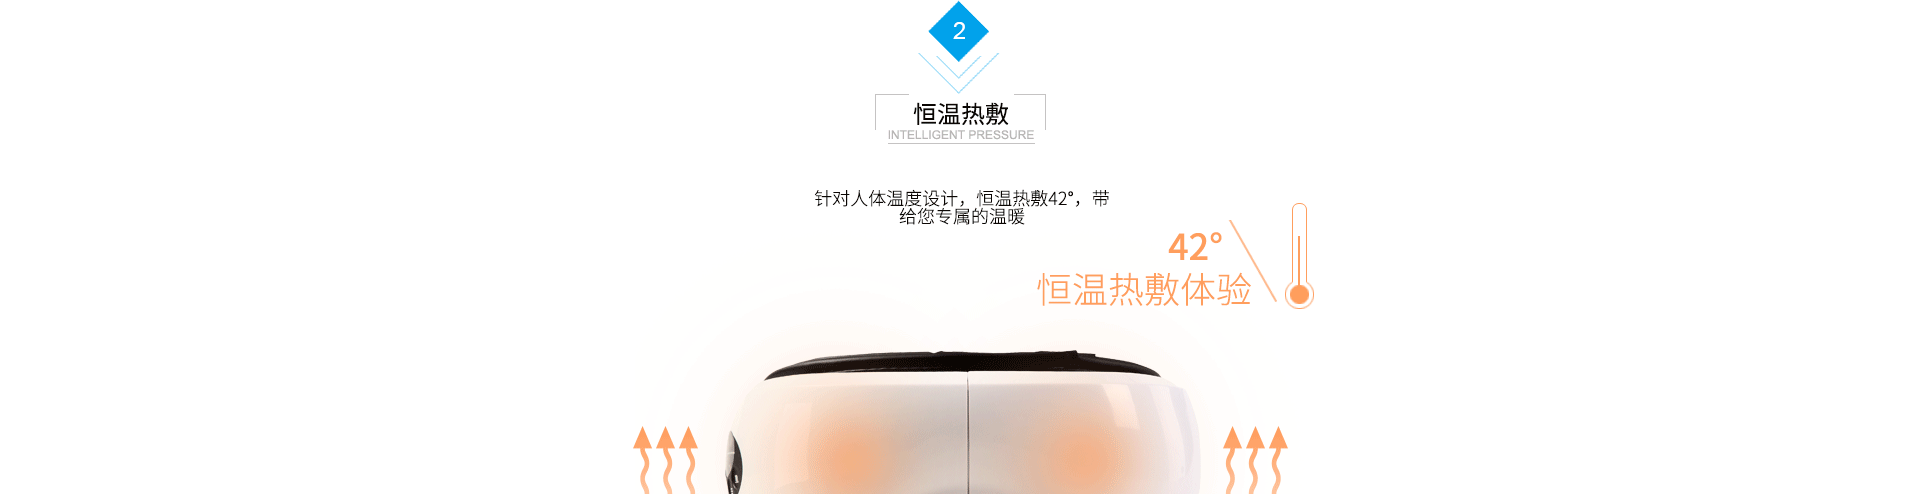 2
恒温热敷
INTELLIGENT PRESSURE
针对人体温度设计，恒温热敷42°，带
给您专属的温暖
42°
恒温热敷体验